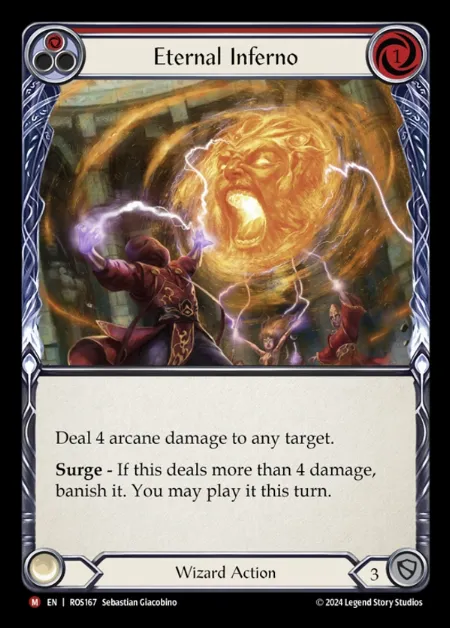 Eternal Inferno
1
Deal 4 arcane damage to any target.
Surge - If this deals more than 4 damage,
banish it. You may play it this turn.
Wizard Action
3
M EN | ROS167 Sebastian Giacobino
© 2024 Legend Story Studios